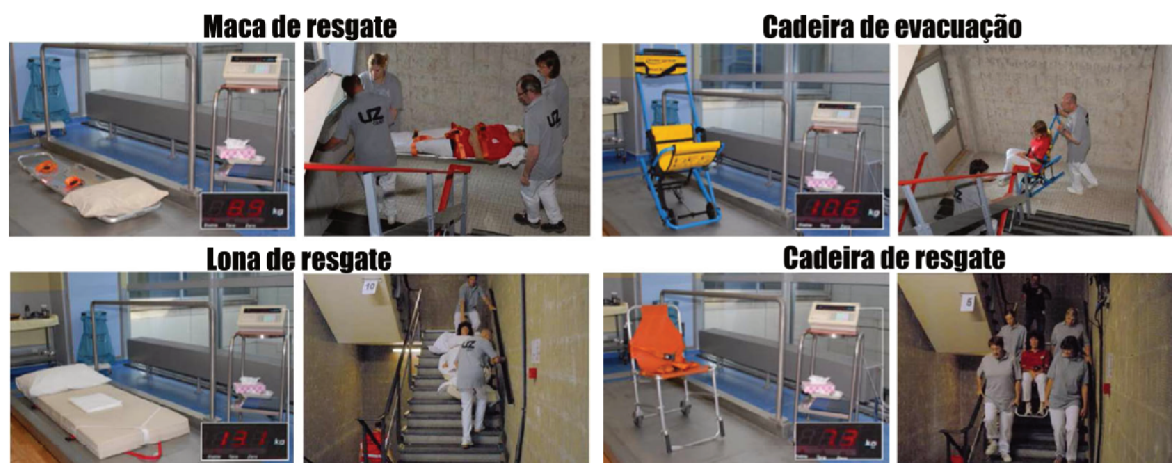 Maca de resgate
Cadeira de evacuação
UZ
UZ
8.9 kg
10.6 kg
Lona de resgate
Cadeira de resgate
10
UZ
6
13.1 kg
7.3 kg